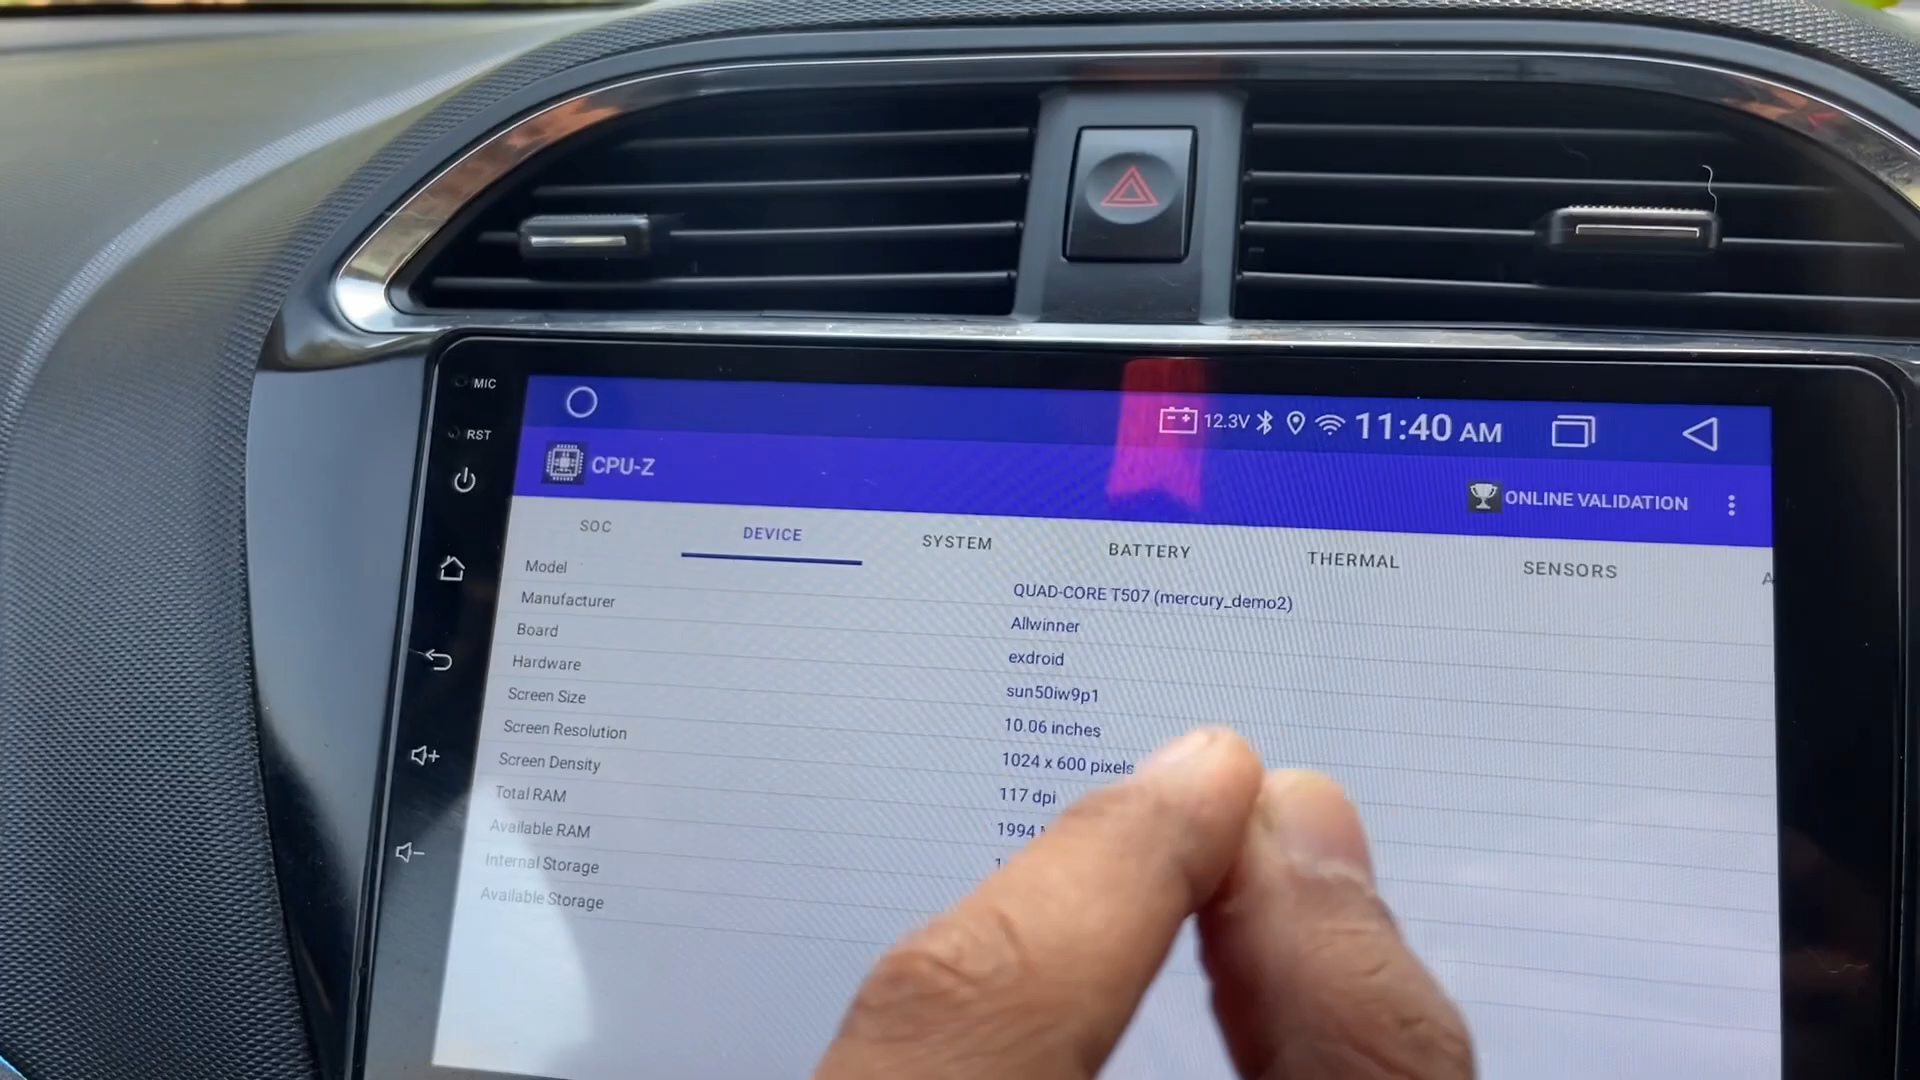 MIC
RST
12.3V 11:40 AM
CPU-Z
ONLINE VALIDATION
SOC DEVICE SYSTEM BATTERY THERMAL SENSORS A
Model QUAD-CORE T507 (mercury_demo2)
Manufacturer Allwinner
Board exdroid
Hardware sun50iw9p1
Screen Size 10.06 inches
Screen Resolution 1024 x 600 pixels
Screen Density 117 dpi
Total RAM 1994
Available RAM
Internal Storage
Available Storage